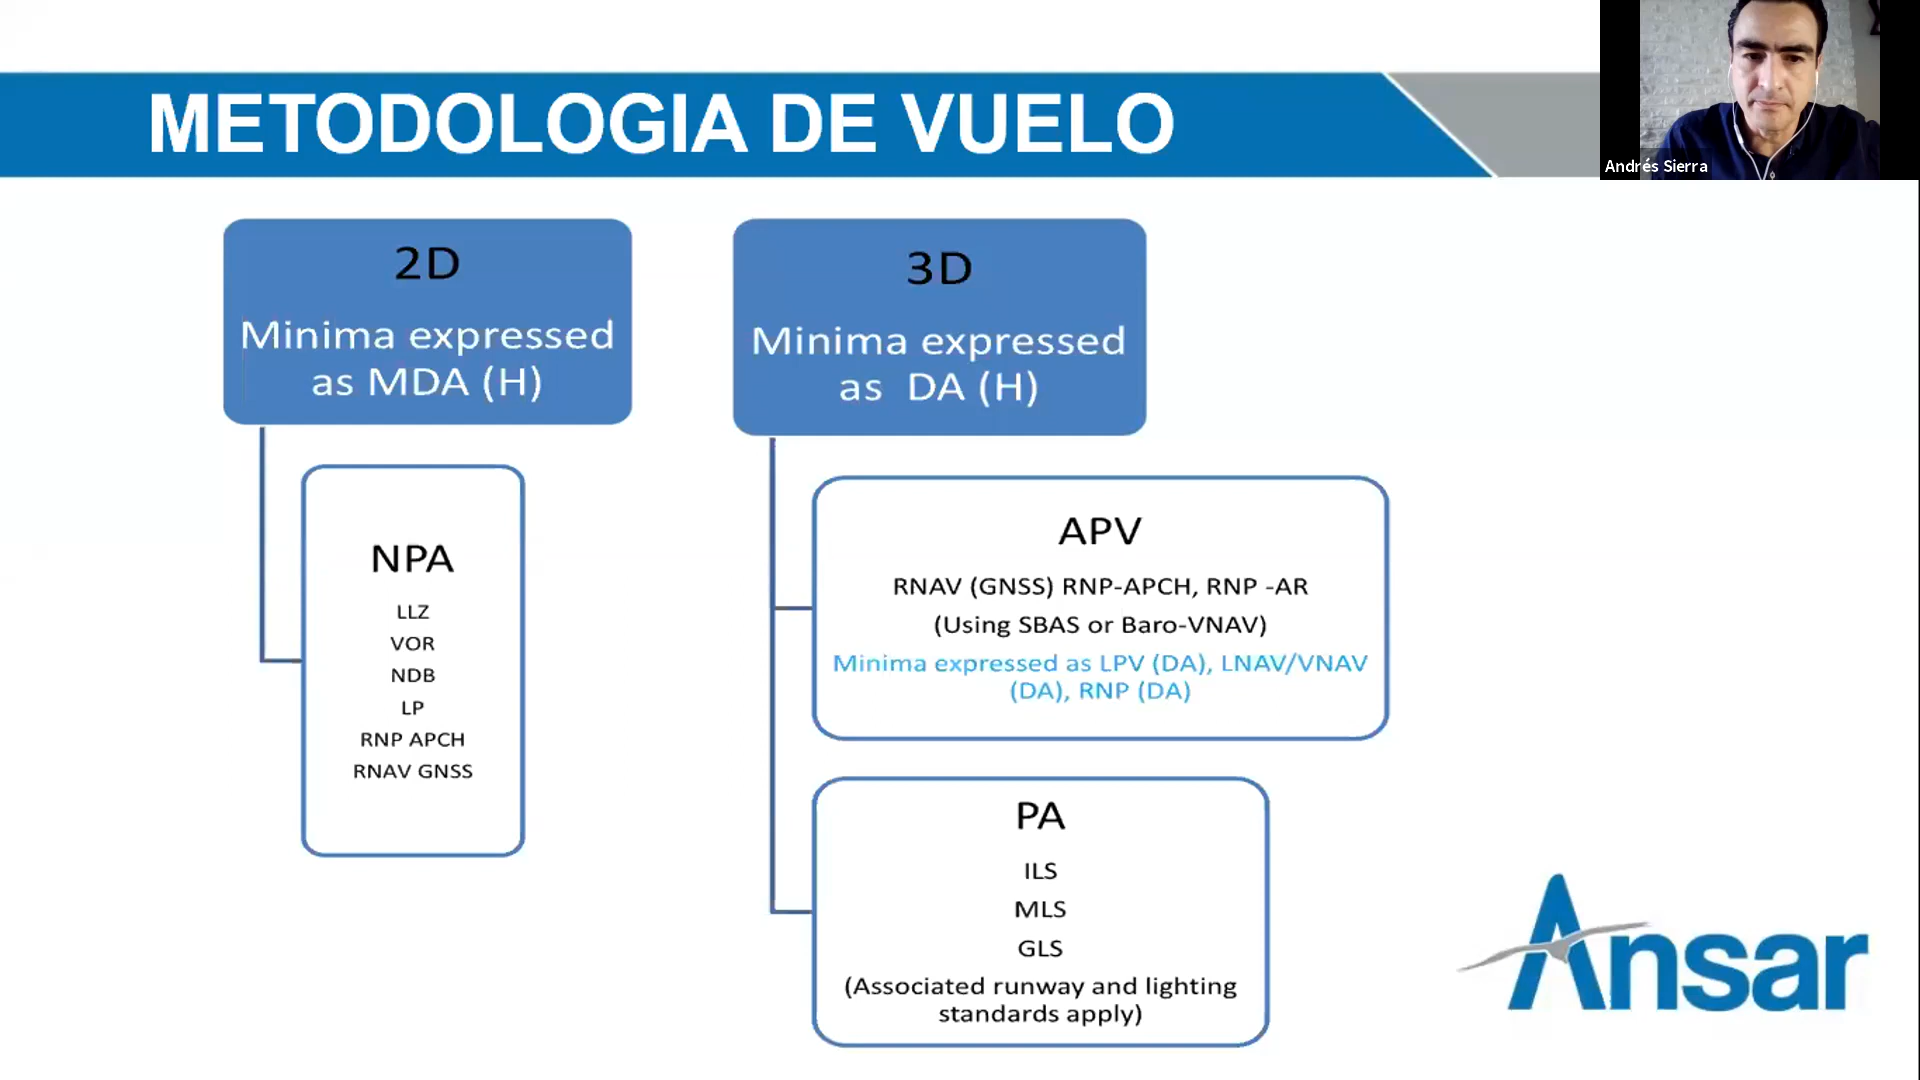 METODOLOGIA DE VUELO
Andrés Sierra
2D
Minima expressed
as MDA (H)
NPA
LLZ
VOR
NDB
LP
RNP APCH
RNAV GNSS
3D
Minima expressed
as DA (H)
APV
RNAV (GNSS) RNP-APCH, RNP -AR
(Using SBAS or Baro-VNAV)
Minima expressed as LPV (DA), LNAV/VNAV
(DA), RNP (DA)
PA
ILS
MLS
GLS
(Associated runway and lighting
standards apply)
Ansar